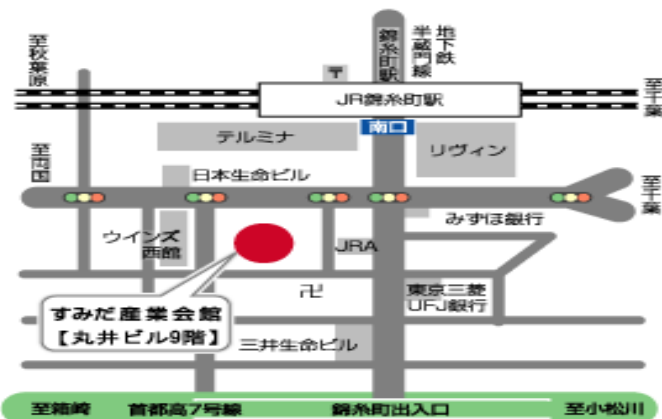 至秋葉原
錦糸町駅
半蔵門線
地下鉄
〒
JR錦糸町駅
至千葉
南口
テルミナ
リヴィン
至両国
日本生命ビル
至千葉
みずほ銀行
ウインズ
西館
JRA
卍
東京三菱
UFJ銀行
すみだ産業会館
【丸井ビル9階】
三井生命ビル
至箱崎
首都高7号線
錦糸町出入口
至小松川